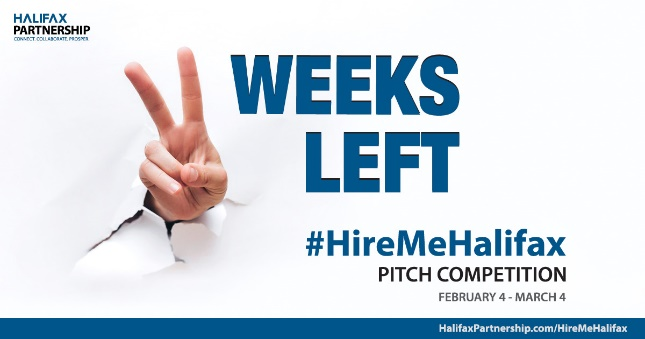 HALIFAX
PARTNERSHIP
CONNECT. COLLABORATE. PROSPER.
WEEKS
LEFT
#HireMeHalifax
PITCH COMPETITION
FEBRUARY 4 - MARCH 4
HalifaxPartnership.com/HireMeHalifax